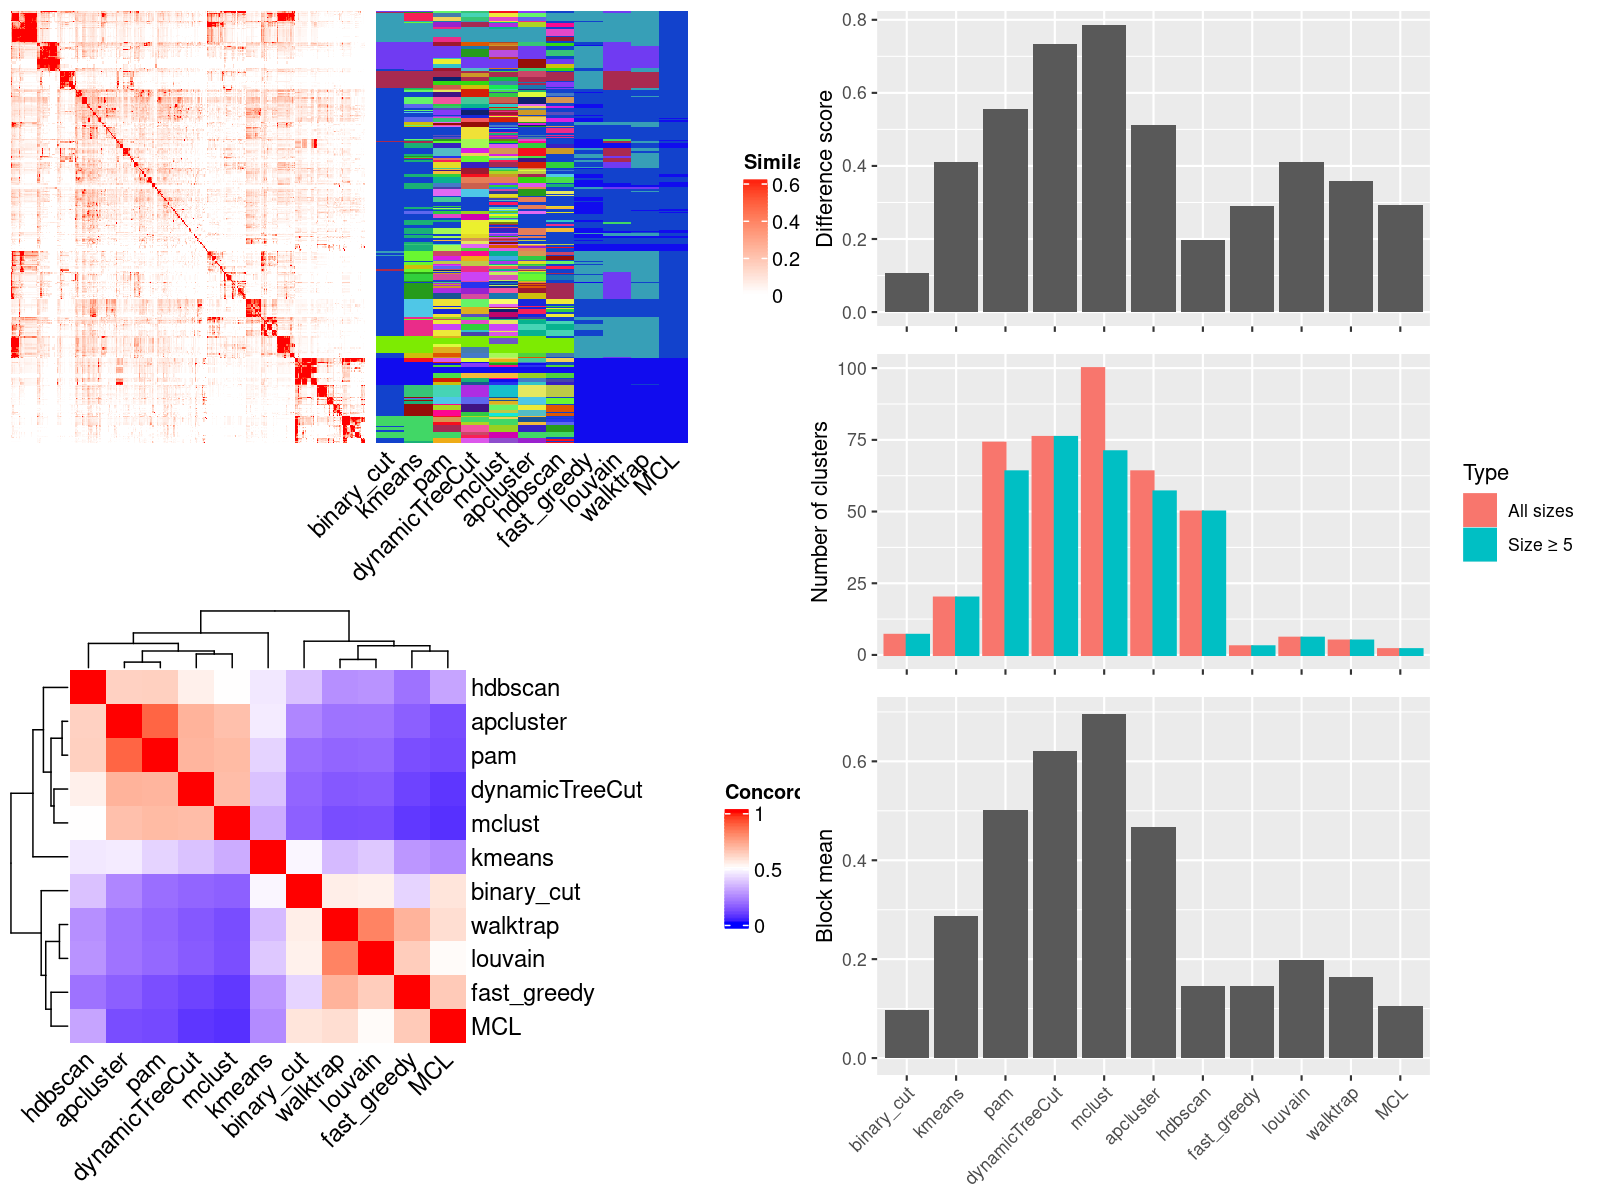 Simila
0.6
0.4
0.2
0
binary_cut
kmeans
pam
dynamicTreeCut
mclust
apcluster
hdbscan
fast_greedy
louvain
walktrap
MCL
Difference score
0.8
0.6
0.4
0.2
0.0
Number of clusters
100
75
50
25
0
Type
All sizes
Size ≥ 5
hdbscan
apcluster
pam
dynamicTreeCut
mclust
kmeans
binary_cut
walktrap
louvain
fast_greedy
MCL
hdbscan
apcluster
pam
dynamicTreeCut
mclust
kmeans
binary_cut
walktrap
louvain
fast_greedy
MCL
Concord
1
0.5
0
Block mean
0.6
0.4
0.2
0.0
binary_cut
kmeans
pam
dynamicTreeCut
mclust
apcluster
hdbscan
fast_greedy
louvain
walktrap
MCL